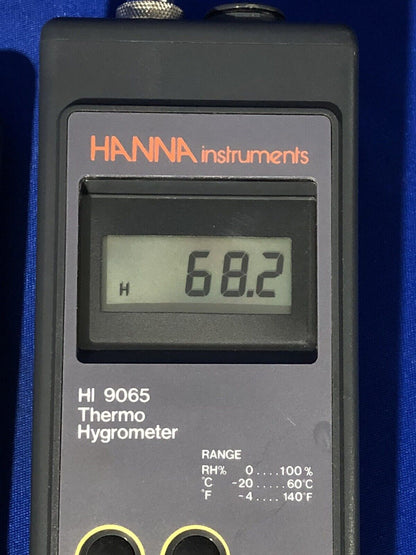 HANNA instruments
H 68.2
HI 9065
Thermo
Hygrometer
RANGE
RH% 0....100%
°C -20.....60°C
°F -4....140°F